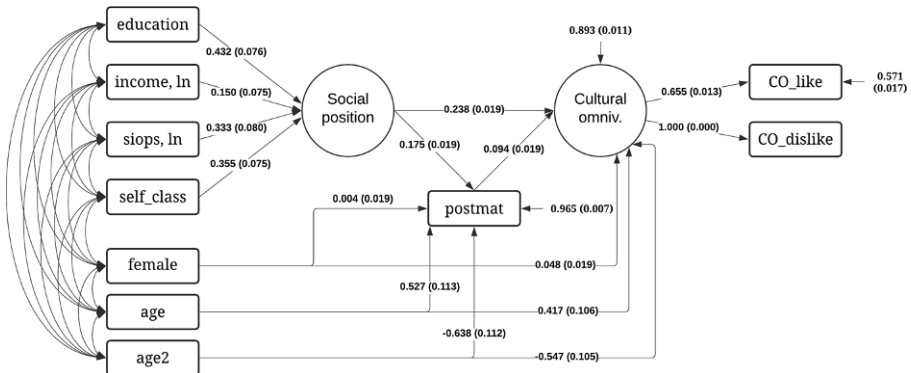 education
0.893 (0.011)
0.432 (0.076)
income, ln
0.150 (0.075)
Social
position
Cultural
omniv.
0.655 (0.013)
CO_like
0.571
(0.017)
0.238 (0.019)
siops, ln
0.333 (0.080)
1.000 (0.000)
CO_dislike
0.175 (0.019)
0.094 (0.019)
0.355 (0.075)
self_class
0.004 (0.019)
postmat
0.965 (0.007)
female
0.048 (0.019)
0.527 (0.113)
age
0.417 (0.106)
-0.638 (0.112)
age2
-0.547 (0.105)